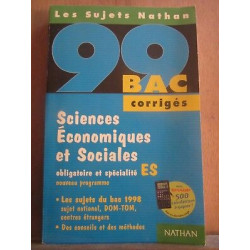 Les Sujets Nathan
99
BAC
corrigés
Sciences
Économiques
et Sociales
obligatoire et spécialité ES
nouveau programme
• Les sujets du bac 1998
sujet national, DOM-TOM,
centres étrangers
• Des conseils et des méthodes
500
NATHAN